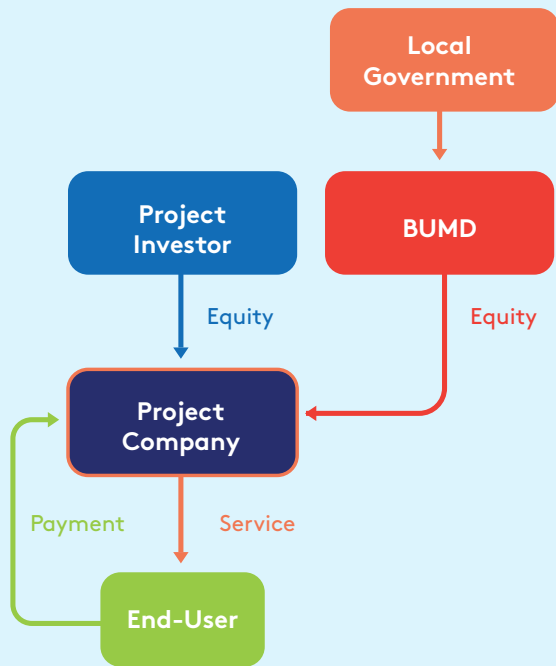 Local
Government
Project
Investor
BUMD
Equity
Equity
Project
Company
Payment
Service
End-User